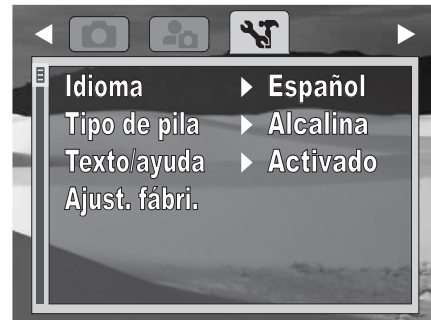 Idioma Español
Tipo de pila Alcalina
Texto/ayuda Activado
Ajust. fábri.